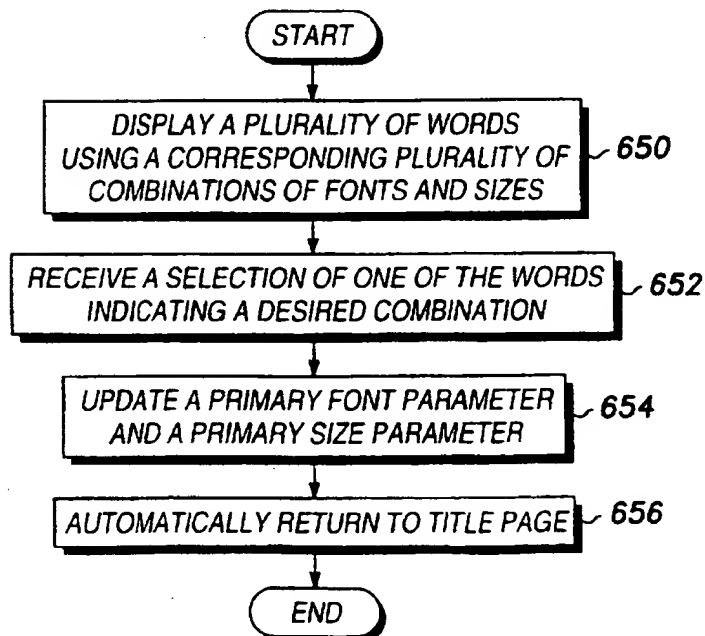 START
DISPLAY A PLURALITY OF WORDS
USING A CORRESPONDING PLURALITY OF
COMBINATIONS OF FONTS AND SIZES
650
RECEIVE A SELECTION OF ONE OF THE WORDS
INDICATING A DESIRED COMBINATION
652
UPDATE A PRIMARY FONT PARAMETER
AND A PRIMARY SIZE PARAMETER
654
AUTOMATICALLY RETURN TO TITLE PAGE
656
END